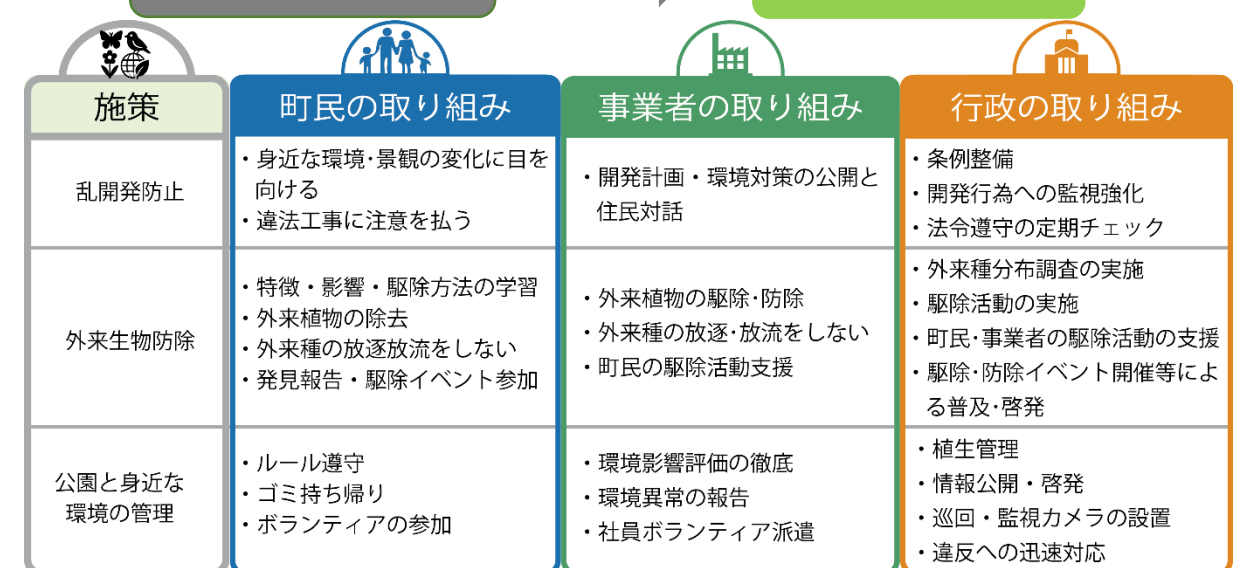 施策
町民の取り組み
事業者の取り組み
行政の取り組み
乱開発防止
・身近な環境･景観の変化に目を
向ける
・違法工事に注意を払う
・開発計画・環境対策の公開と
住民対話
・条例整備
・開発行為への監視強化
・法令遵守の定期チェック
外来生物防除
・特徴・影響・駆除方法の学習
・外来植物の除去
・外来種の放逐放流をしない
・発見報告・駆除イベント参加
・外来植物の駆除･防除
・外来種の放逐･放流をしない
・町民の駆除活動支援
・外来種分布調査の実施
・駆除活動の実施
・町民･事業者の駆除活動の支援
・駆除･防除イベント開催等によ
る普及･啓発
公園と身近な
環境の管理
・ルール遵守
・ゴミ持ち帰り
・ボランティアの参加
・環境影響評価の徹底
・環境異常の報告
・社員ボランティア派遣
・植生管理
・情報公開・啓発
・巡回・監視カメラの設置
・違反への迅速対応